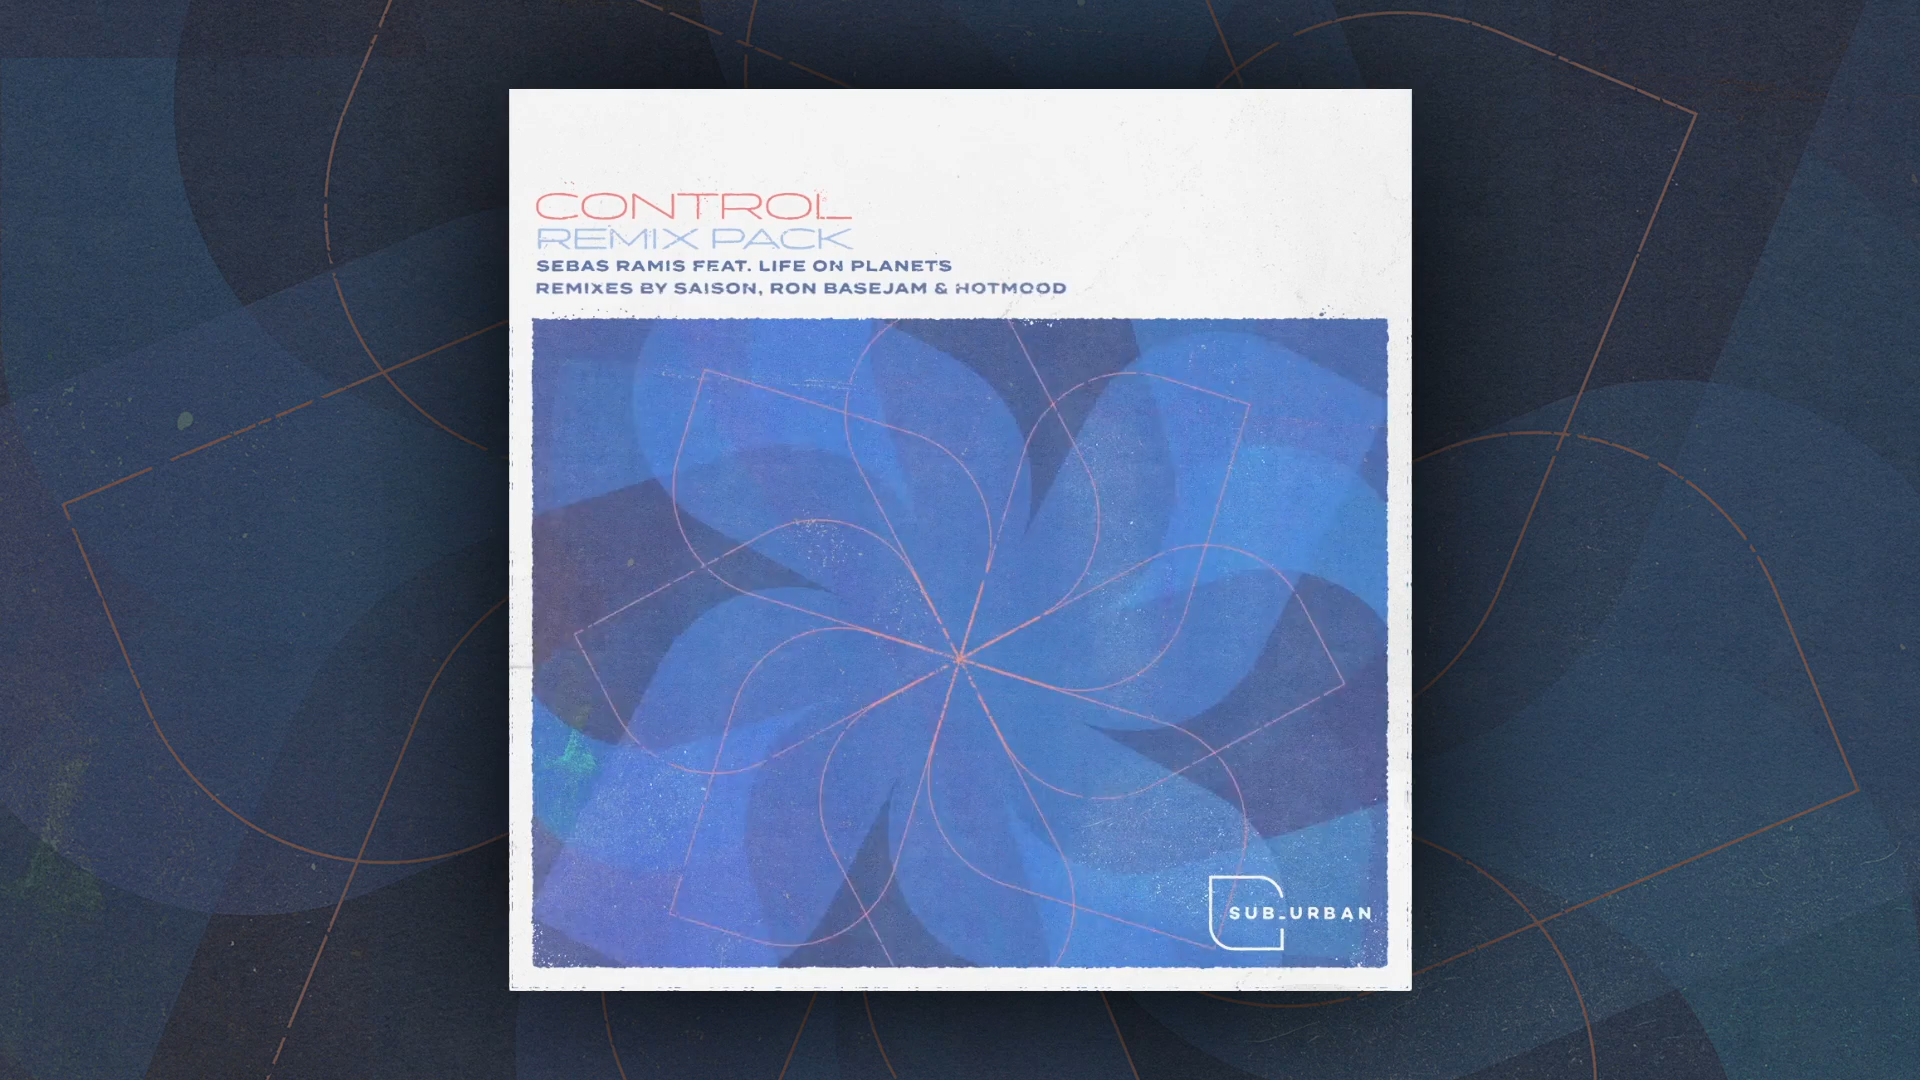 CONTROL
REMIX PACK
SEBAS RAMIS FEAT. LIFE ON PLANETS
REMIXES BY SAISON, RON BASEJAM & HOTMOOD
SUB_URBAN